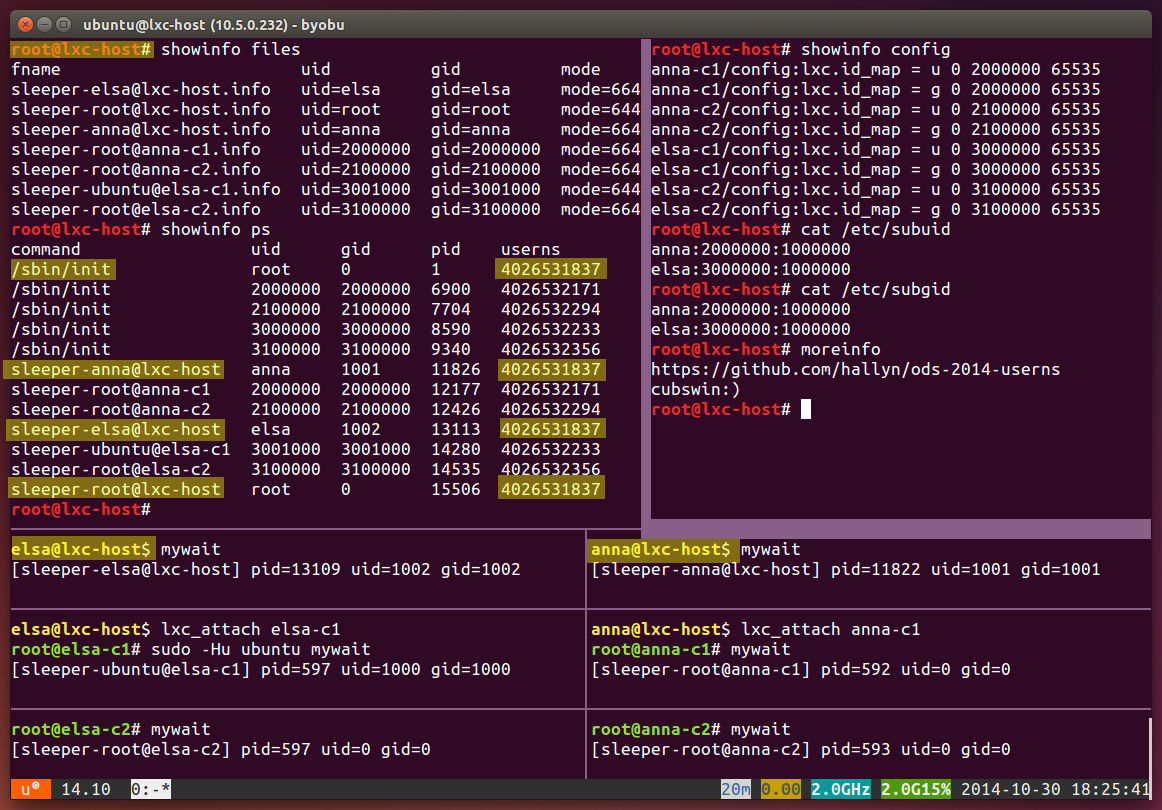 ubuntu@lxc-host (10.5.0.232) - byobu
root@lxc-host# showinfo files
fname uid gid mode
sleeper-elsa@lxc-host.info uid=elsa gid=elsa mode=664
sleeper-root@lxc-host.info uid=root gid=root mode=644
sleeper-anna@lxc-host.info uid=anna gid=anna mode=664
sleeper-root@anna-c1.info uid=2000000 gid=2000000 mode=664
sleeper-root@anna-c2.info uid=2100000 gid=2100000 mode=664
sleeper-ubuntu@elsa-c1.info uid=3001000 gid=3001000 mode=644
sleeper-root@elsa-c2.info uid=3100000 gid=3100000 mode=664
root@lxc-host# showinfo ps
command uid gid pid userns
/sbin/init root 0 1 4026531837
/sbin/init 2000000 2000000 6900 4026532171
/sbin/init 2100000 2100000 7704 4026532294
/sbin/init 3000000 3000000 8590 4026532233
/sbin/init 3100000 3100000 9340 4026532356
sleeper-anna@lxc-host anna 1001 11826 4026531837
sleeper-root@anna-c1 2000000 2000000 12177 4026532171
sleeper-root@anna-c2 2100000 2100000 12426 4026532294
sleeper-elsa@lxc-host elsa 1002 13113 4026531837
sleeper-ubuntu@elsa-c1 3001000 3001000 14280 4026532233
sleeper-root@elsa-c2 3100000 3100000 14535 4026532356
sleeper-root@lxc-host root 0 15506 4026531837
root@lxc-host#
root@lxc-host# showinfo config
anna-c1/config:lxc.id_map = u 0 2000000 65535
anna-c1/config:lxc.id_map = g 0 2000000 65535
anna-c2/config:lxc.id_map = u 0 2100000 65535
anna-c2/config:lxc.id_map = g 0 2100000 65535
elsa-c1/config:lxc.id_map = u 0 3000000 65535
elsa-c1/config:lxc.id_map = g 0 3000000 65535
elsa-c2/config:lxc.id_map = u 0 3100000 65535
elsa-c2/config:lxc.id_map = g 0 3100000 65535
root@lxc-host# cat /etc/subuid
anna:2000000:1000000
elsa:3000000:1000000
root@lxc-host# cat /etc/subgid
anna:2000000:1000000
elsa:3000000:1000000
root@lxc-host# moreinfo
https://github.com/hallyn/ods-2014-userns
cubswin:)
root@lxc-host#
elsa@lxc-host$ mywait
[sleeper-elsa@lxc-host] pid=13109 uid=1002 gid=1002
anna@lxc-host$ mywait
[sleeper-anna@lxc-host] pid=11822 uid=1001 gid=1001
elsa@lxc-host$ lxc_attach elsa-c1
root@elsa-c1# sudo -Hu ubuntu mywait
[sleeper-ubuntu@elsa-c1] pid=597 uid=1000 gid=1000
anna@lxc-host$ lxc_attach anna-c1
root@anna-c1# mywait
[sleeper-root@anna-c1] pid=592 uid=0 gid=0
root@elsa-c2# mywait
[sleeper-root@elsa-c2] pid=597 uid=0 gid=0
root@anna-c2# mywait
[sleeper-root@anna-c2] pid=593 uid=0 gid=0
u® 14.10 0:-* 20m 0.00 2.0GHz 2.0G15% 2014-10-30 18:25:41